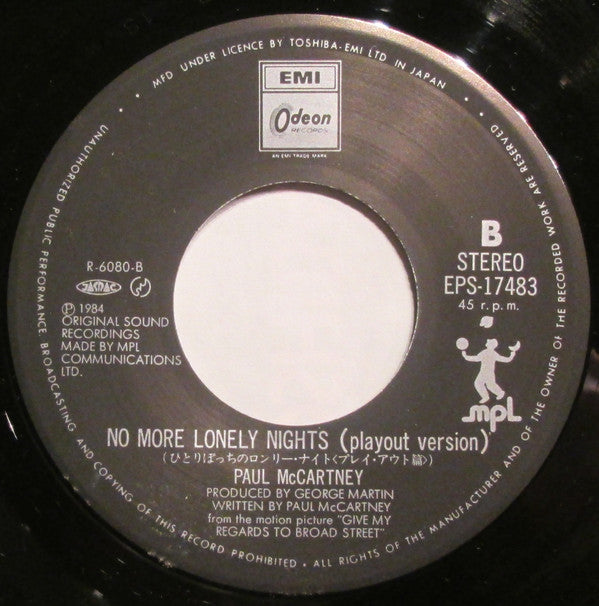 MFD UNDER LICENCE BY TOSHIBA-EMI LTD. IN JAPAN
UNAUTHORIZED PUBLIC PERFORMANCE, BROADCASTING AND COPYING OF THIS RECORD PROHIBITED • ALL RIGHTS OF THE MANUFACTURER AND OF THE OWNER OF THE RECORDED WORK ARE RESERVED
EMI
Odeon
RECORDS
AN EMI TRADE MARK
B
STEREO
EPS-17483
45 r.p.m.
R-6080-B
JASRAC
℗ 1984
ORIGINAL SOUND
RECORDINGS
MADE BY MPL
COMMUNICATIONS
LTD.
mpl
NO MORE LONELY NIGHTS (playout version)
(ひとりぽっちのロンリー・ナイト〈プレイ・アウト篇〉)
PAUL McCARTNEY
PRODUCED BY GEORGE MARTIN
WRITTEN BY PAUL McCARTNEY
from the motion picture "GIVE MY
REGARDS TO BROAD STREET"